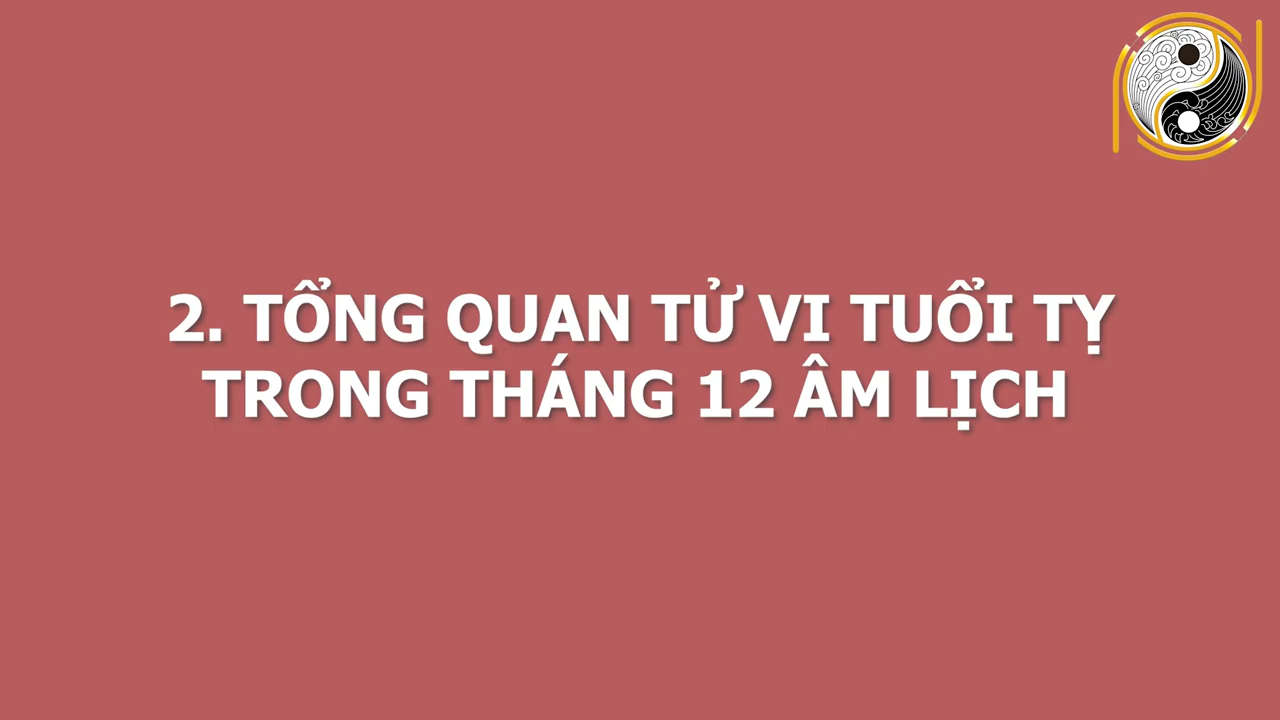 2. TỔNG QUAN TỬ VI TUỔI TỴ
TRONG THÁNG 12 ÂM LỊCH